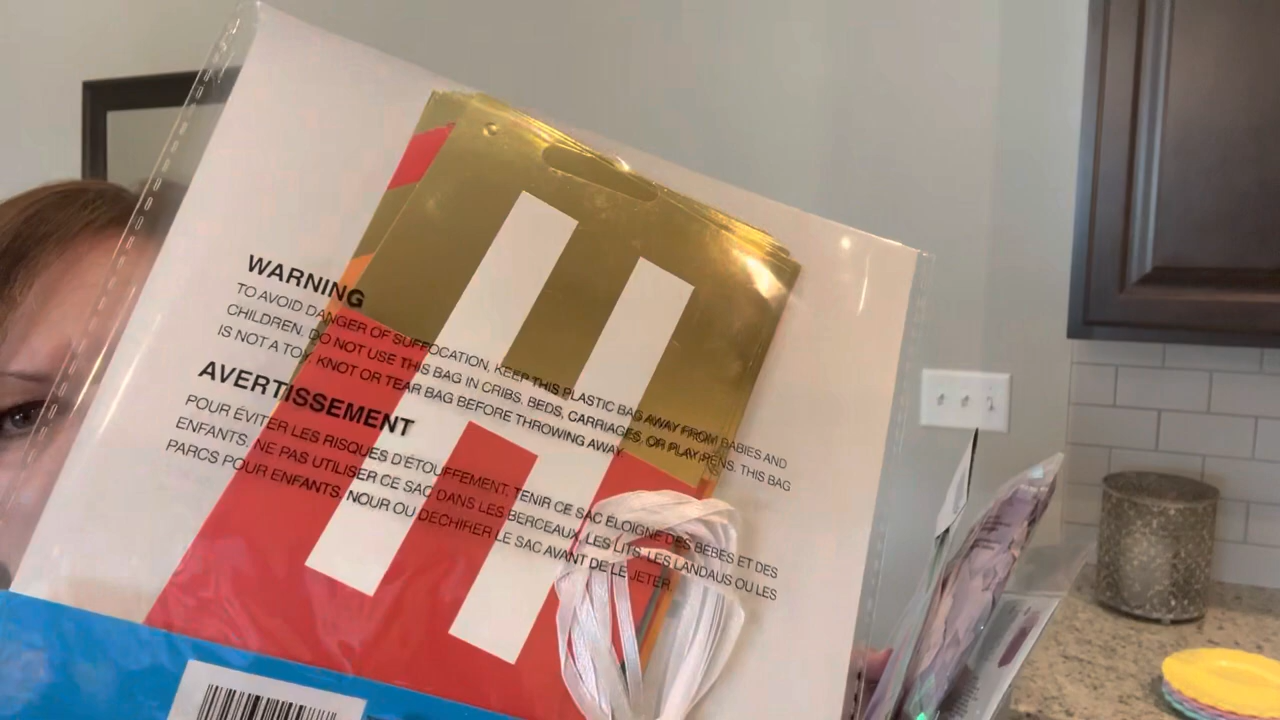 WARNING
TO AVOID DANGER OF SUFFOCATION, KEEP THIS PLASTIC BAG AWAY FROM BABIES AND
CHILDREN. DO NOT USE THIS BAG IN CRIBS, BEDS, CARRIAGES, OR PLAY PENS. THIS BAG
IS NOT A TOY. KNOT OR TEAR BAG BEFORE THROWING AWAY.
AVERTISSEMENT
POUR ÉVITER LES RISQUES D'ÉTOUFFEMENT, TENIR CE SAC ÉLOIGNÉ DES BÉBÉS ET DES
ENFANTS. NE PAS UTILISER CE SAC DANS LES BERCEAUX, LES LITS, LES LANDAUS OU LES
PARCS POUR ENFANTS. NOUR OU DÉCHIRER LE SAC AVANT DE LE JETER.